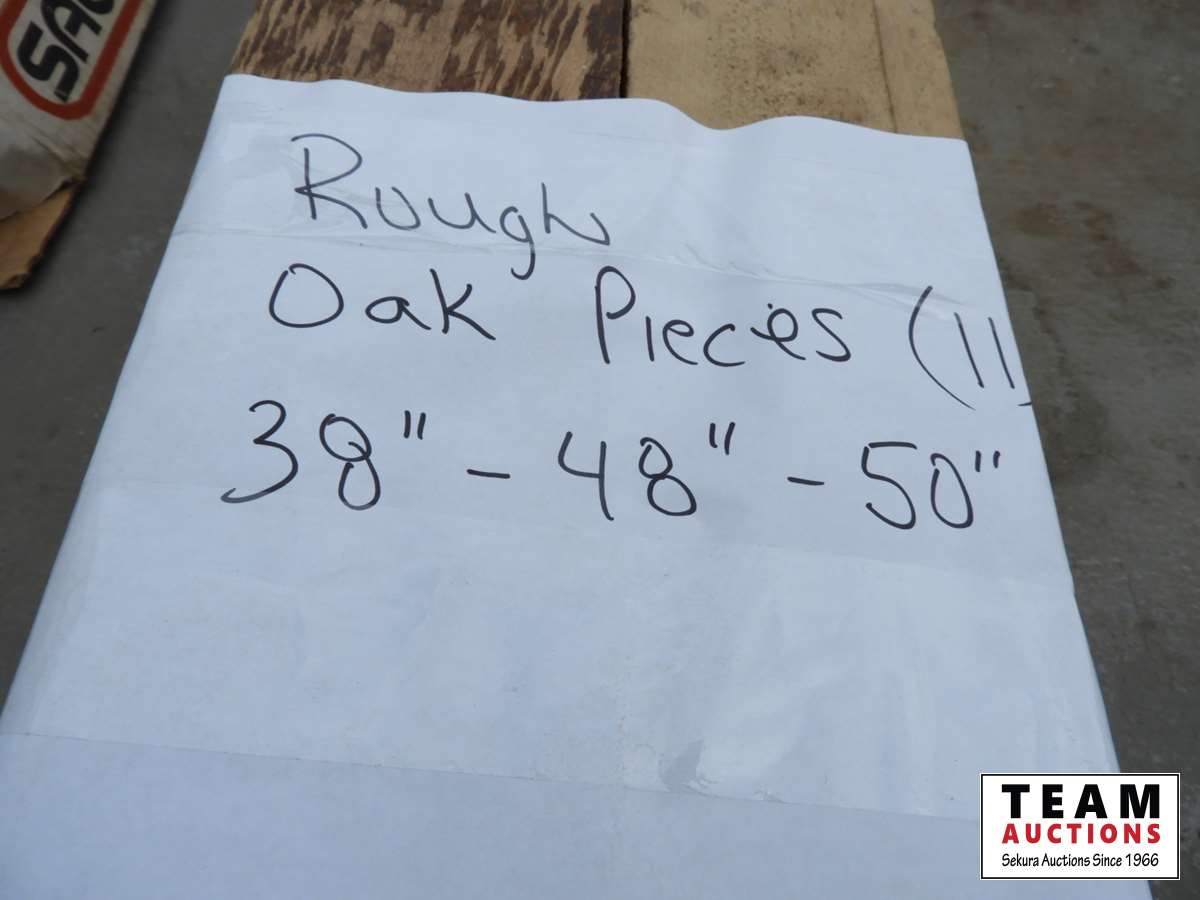 Rough
Oak Pieces (11)
38" - 48" - 50"
TEAM
AUCTIONS
Sekura Auctions Since 1966